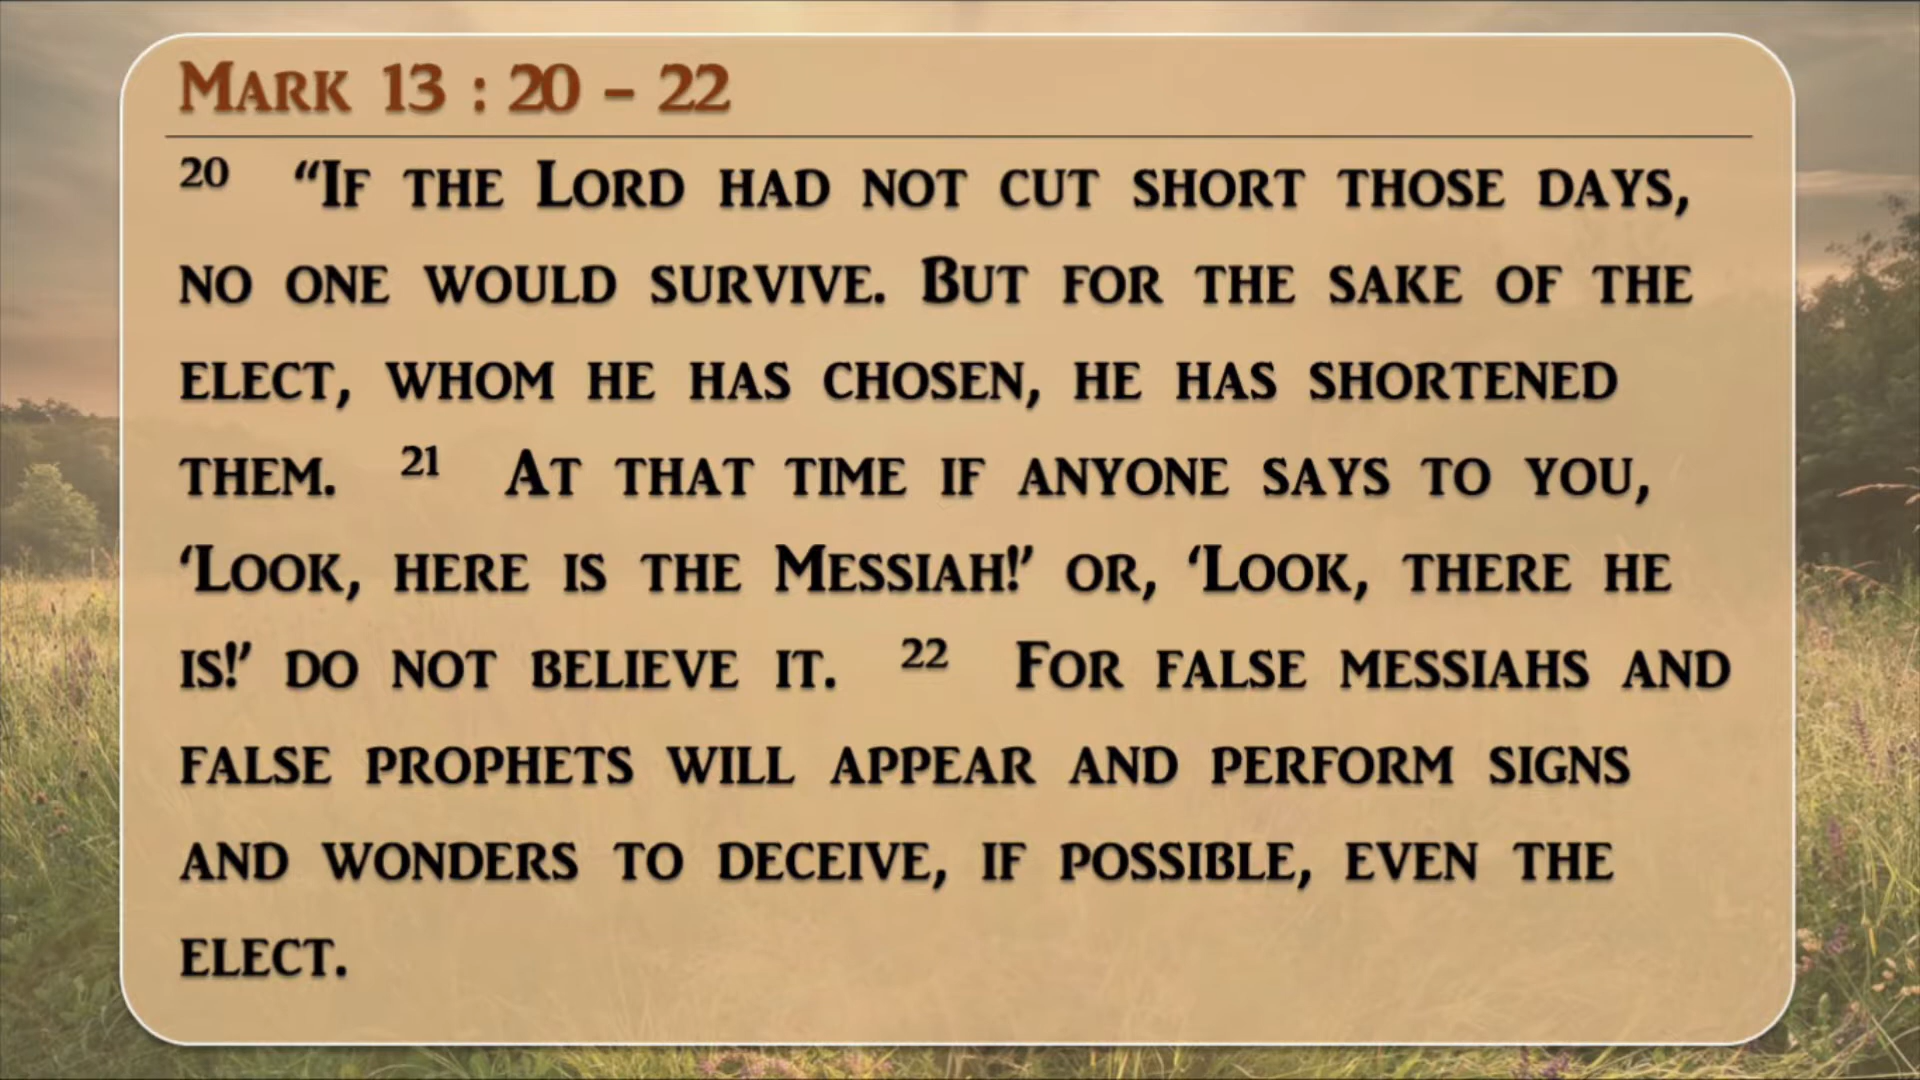 Mark 13 : 20 – 22
20 “If the Lord had not cut short those days,
no one would survive. But for the sake of the
elect, whom he has chosen, he has shortened
them. 21 At that time if anyone says to you,
‘Look, here is the Messiah!’ or, ‘Look, there he
is!’ do not believe it. 22 For false messiahs and
false prophets will appear and perform signs
and wonders to deceive, if possible, even the
elect.